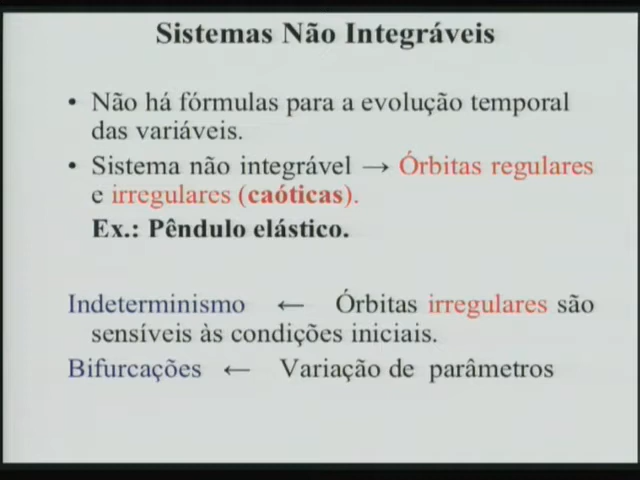 Sistemas Não Integráveis
• Não há fórmulas para a evolução temporal
das variáveis.
• Sistema não integrável → Órbitas regulares
e irregulares (caóticas).
Ex.: Pêndulo elástico.
Indeterminismo ← Órbitas irregulares são
sensíveis às condições iniciais.
Bifurcações ← Variação de parâmetros